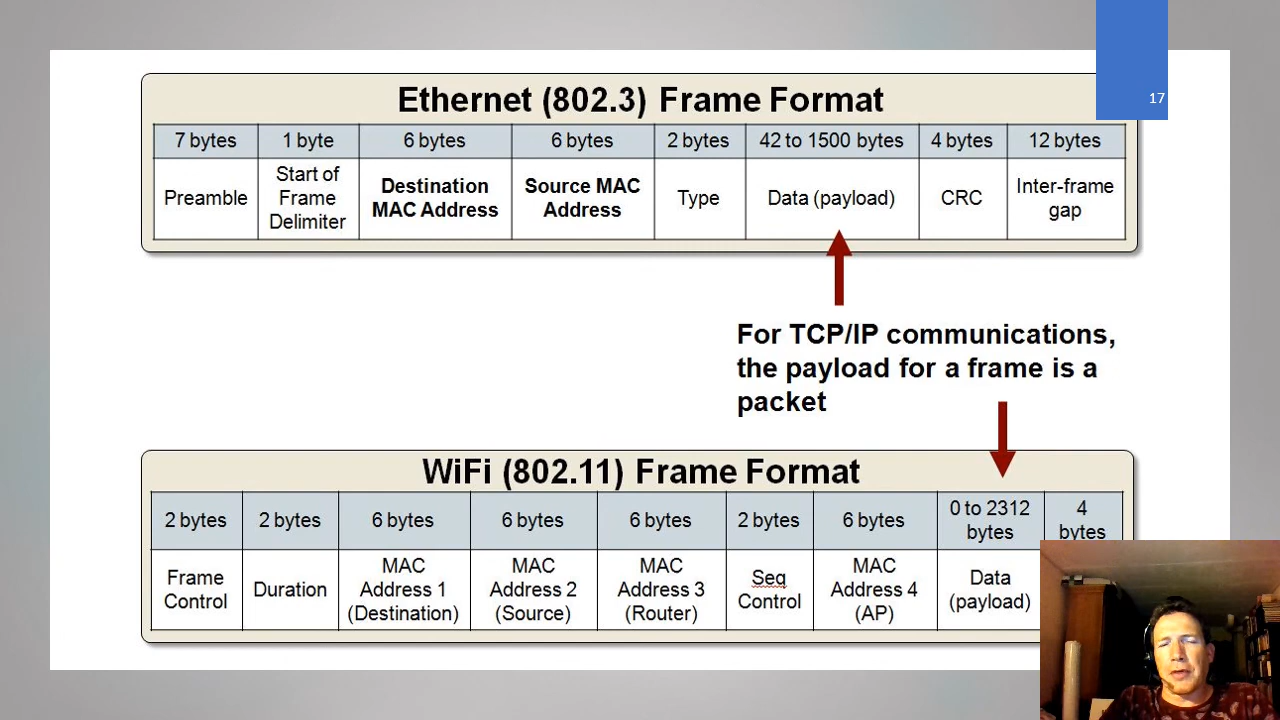 17
Ethernet (802.3) Frame Format
7 bytes 1 byte 6 bytes 6 bytes 2 bytes 42 to 1500 bytes 4 bytes 12 bytes
Preamble
Start of
Frame
Delimiter
Destination
MAC Address
Source MAC
Address
Type
Data (payload)
CRC
Inter-frame
gap
For TCP/IP communications,
the payload for a frame is a
packet
WiFi (802.11) Frame Format
2 bytes 2 bytes 6 bytes 6 bytes 6 bytes 2 bytes 6 bytes
0 to 2312
bytes
4
bytes
Frame
Control
Duration
MAC
Address 1
(Destination)
MAC
Address 2
(Source)
MAC
Address 3
(Router)
Seq
Control
MAC
Address 4
(AP)
Data
(payload)